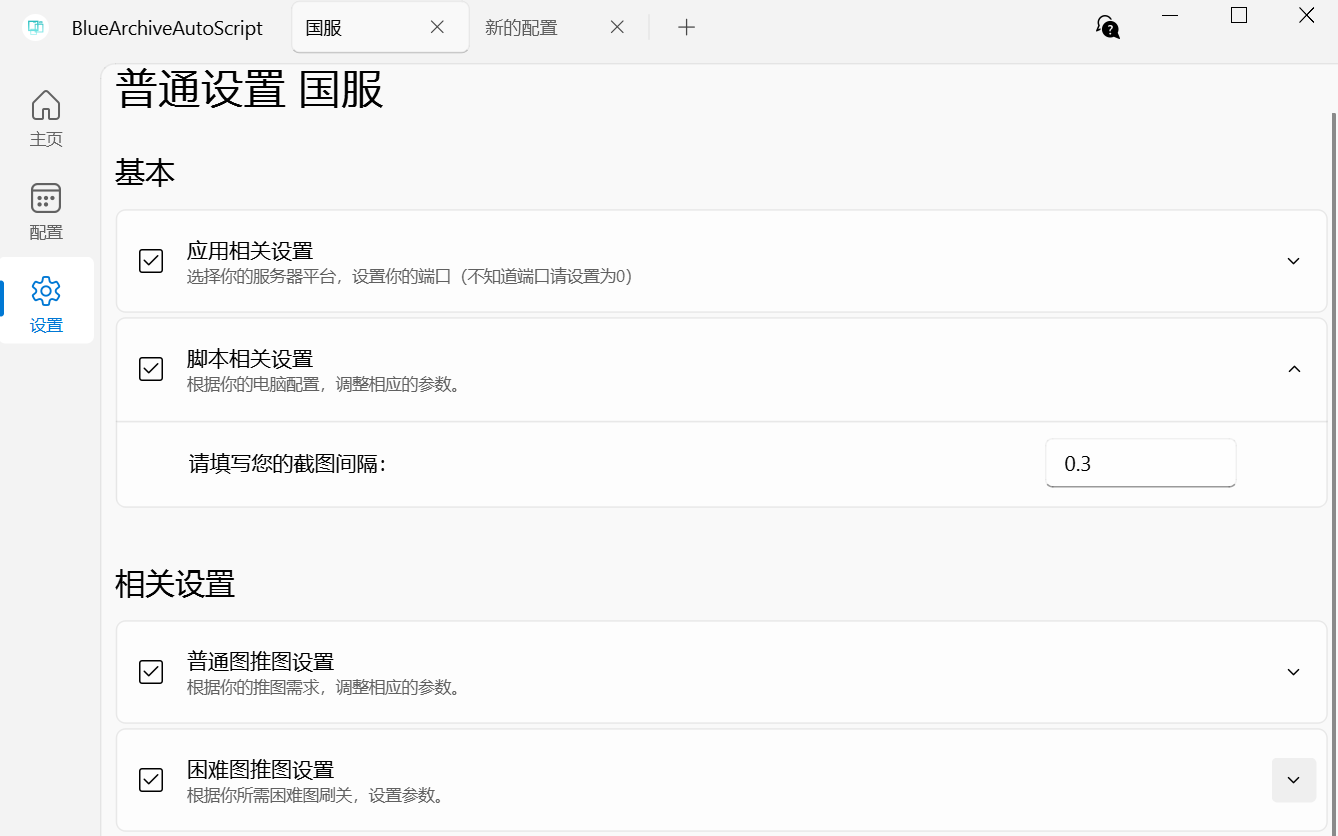 BlueArchiveAutoScript
国服
新的配置
主页
配置
设置
普通设置 国服
基本
应用相关设置
选择你的服务器平台，设置你的端口（不知道端口请设置为0）
脚本相关设置
根据你的电脑配置，调整相应的参数。
请填写您的截图间隔：
0.3
相关设置
普通图推图设置
根据你的推图需求，调整相应的参数。
困难图推图设置
根据你所需困难图刷关，设置参数。